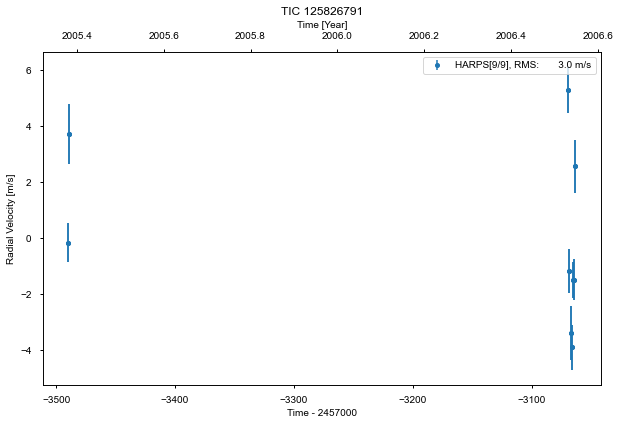 TIC 125826791
Time [Year]
2005.4 2005.6 2005.8 2006.0 2006.2 2006.4 2006.6
HARPS[9/9], RMS: 3.0 m/s
6
4
2
0
−2
−4
Radial Velocity [m/s]
−3500 −3400 −3300 −3200 −3100
Time - 2457000